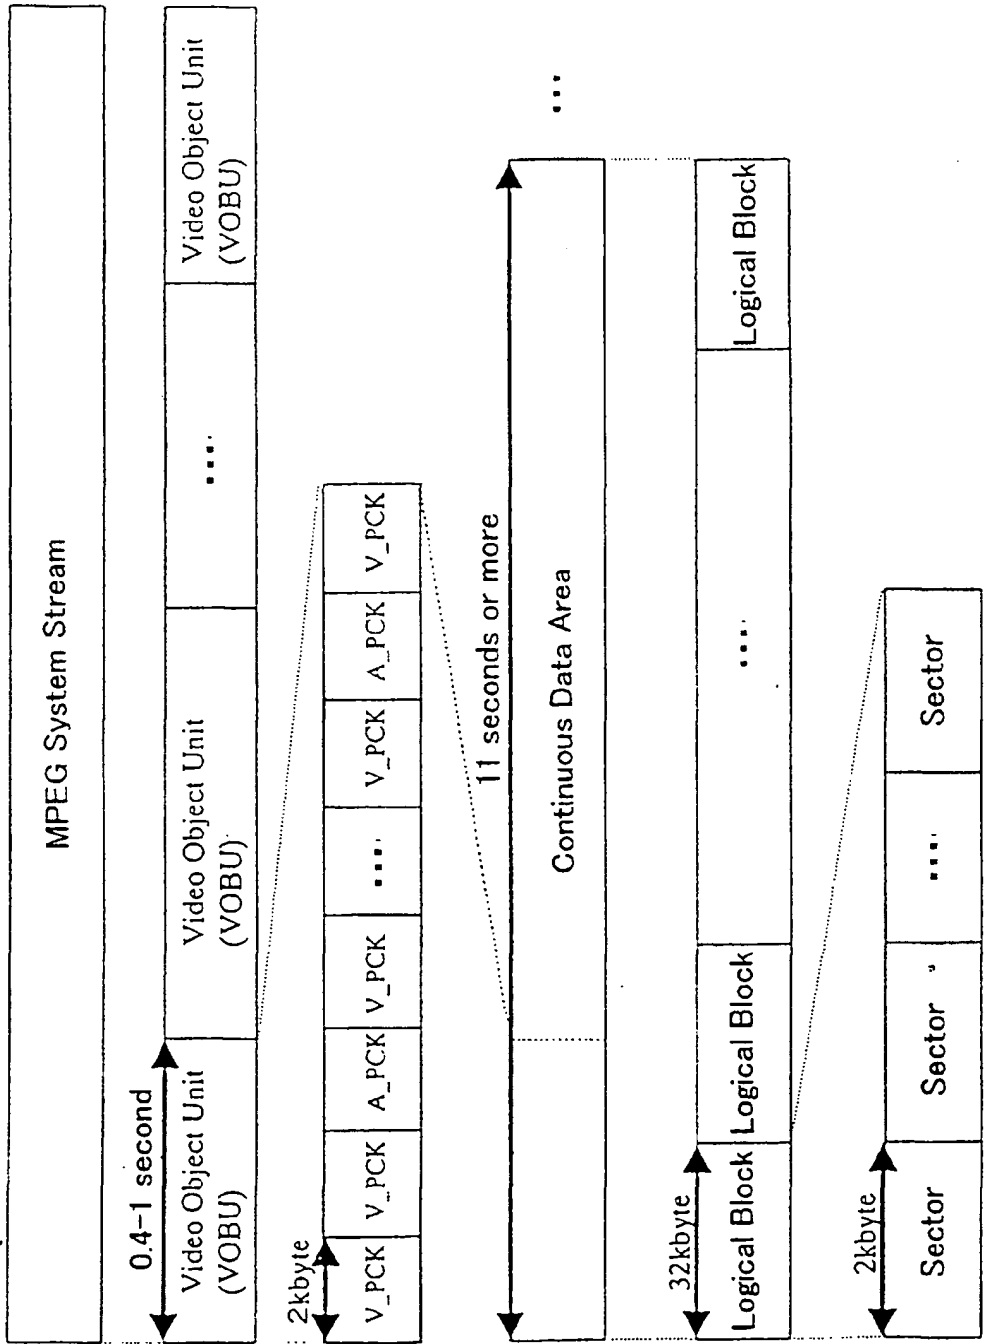 MPEG System Stream
0.4-1 second
Video Object Unit
(VOBU)
Video Object Unit
(VOBU)
....
Video Object Unit
(VOBU)
2kbyte
V_PCK
V_PCK
A_PCK
V_PCK
....
V_PCK
A_PCK
V_PCK
11 seconds or more
Continuous Data Area
...
32kbyte
Logical Block
Logical Block
....
Logical Block
2kbyte
Sector
Sector
....
Sector